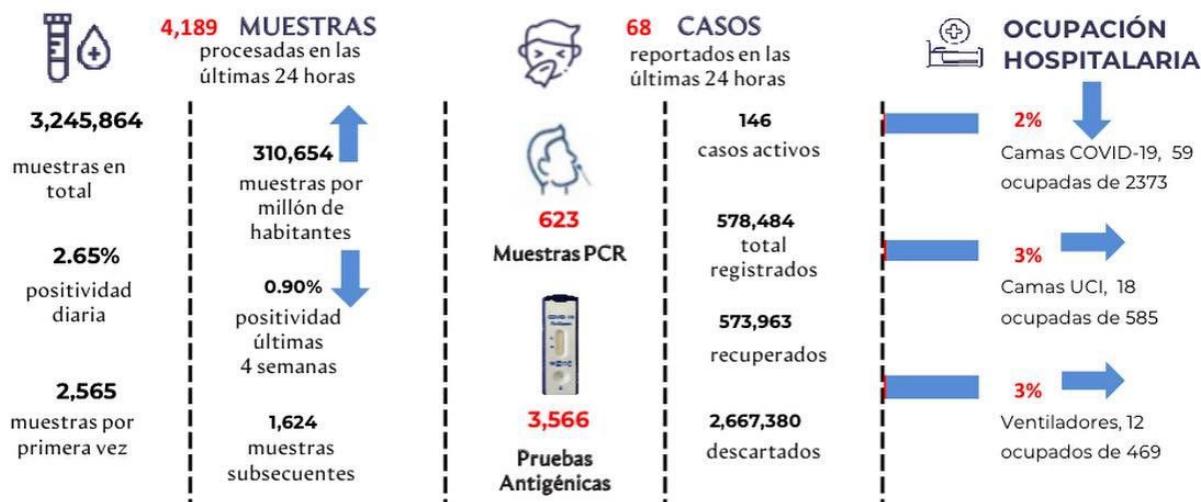 4,189 MUESTRAS
procesadas en las
últimas 24 horas
3,245,864
muestras en
total
2.65%
positividad
diaria
2,565
muestras por
primera vez
310,654
muestras por
millón de
habitantes
0.90%
positividad
últimas
4 semanas
1,624
muestras
subsecuentes
68 CASOS
reportados en las
últimas 24 horas
623
Muestras PCR
COVID-19
3,566
Pruebas
Antigénicas
146
casos activos
578,484
total
registrados
573,963
recuperados
2,667,380
descartados
OCUPACIÓN
HOSPITALARIA
2%
Camas COVID-19, 59
ocupadas de 2373
3%
Camas UCI, 18
ocupadas de 585
3%
Ventiladores, 12
ocupados de 469